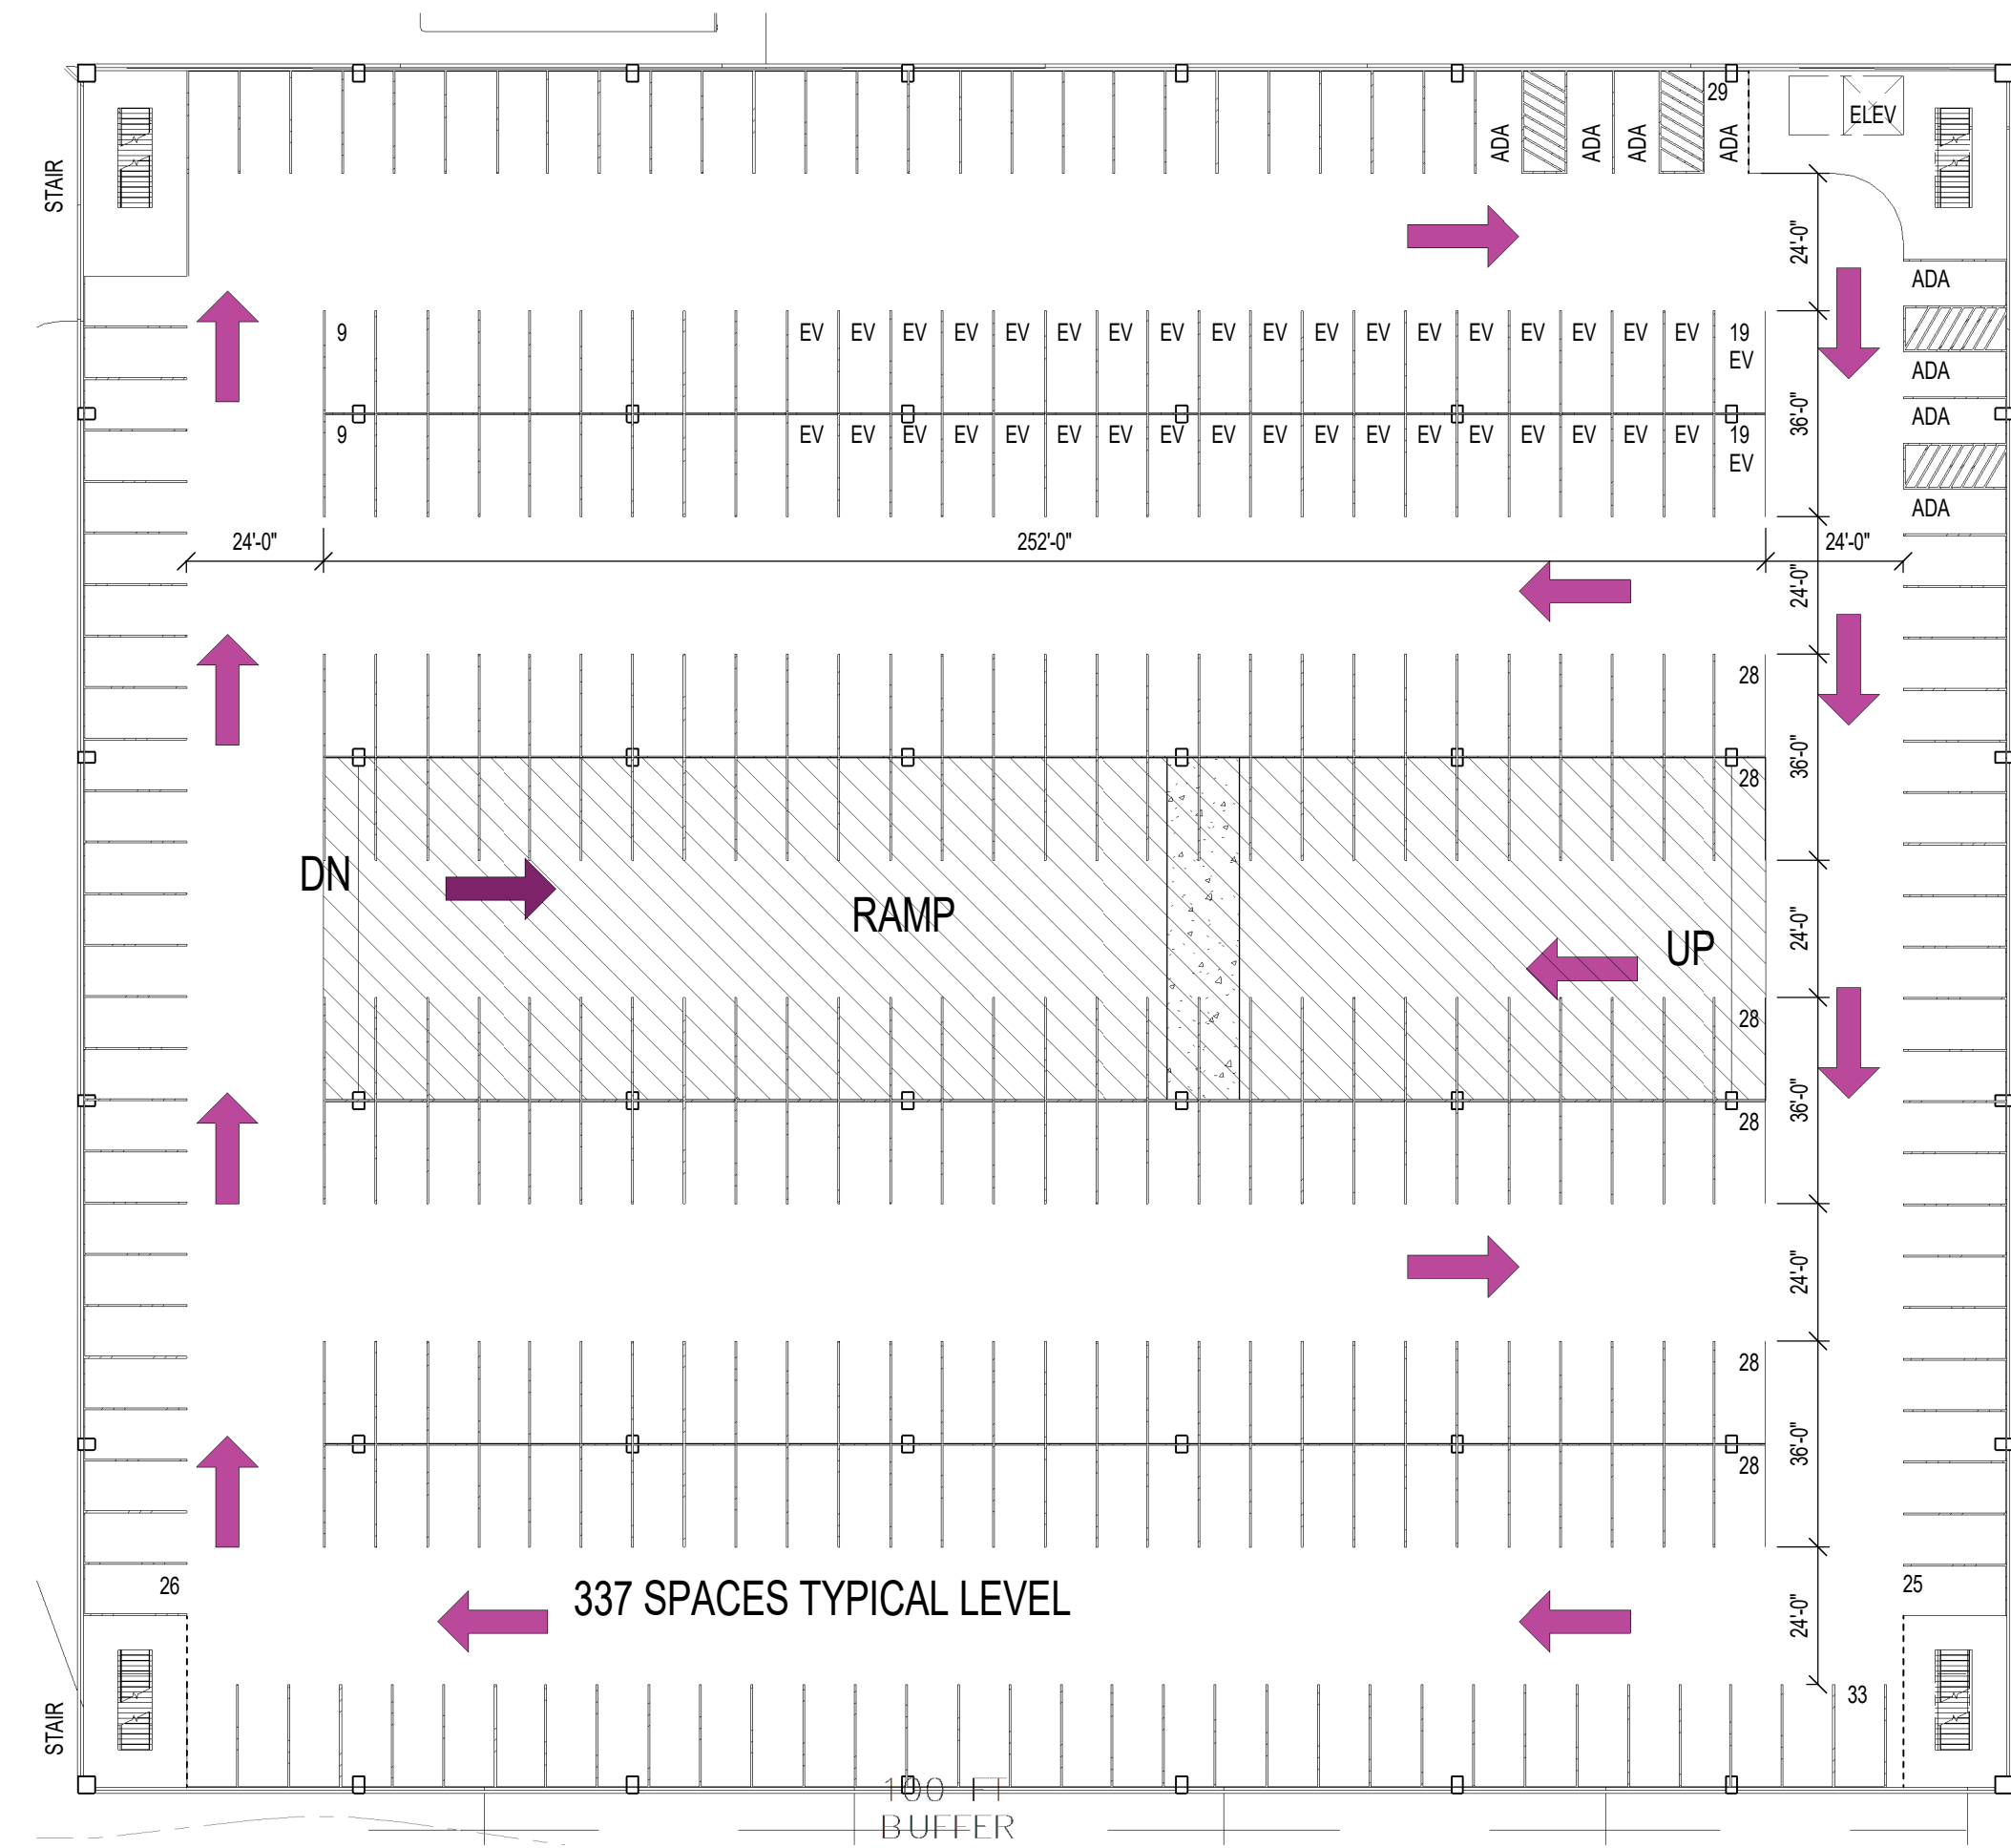 29
ELEV
ADA
ADA
ADA
ADA
STAIR
24'-0"
ADA
9
EV EV EV EV EV EV EV EV EV EV EV EV EV EV EV EV EV EV 19
EV
ADA
36'-0"
ADA
9
EV EV EV EV EV EV EV EV EV EV EV EV EV EV EV EV EV EV 19
EV
ADA
24'-0"
252'-0"
24'-0"
24'-0"
28
36'-0"
28
DN
RAMP
24'-0"
UP
28
36'-0"
28
24'-0"
28
36'-0"
28
26
25
337 SPACES TYPICAL LEVEL
24'-0"
33
STAIR
100 FT
BUFFER